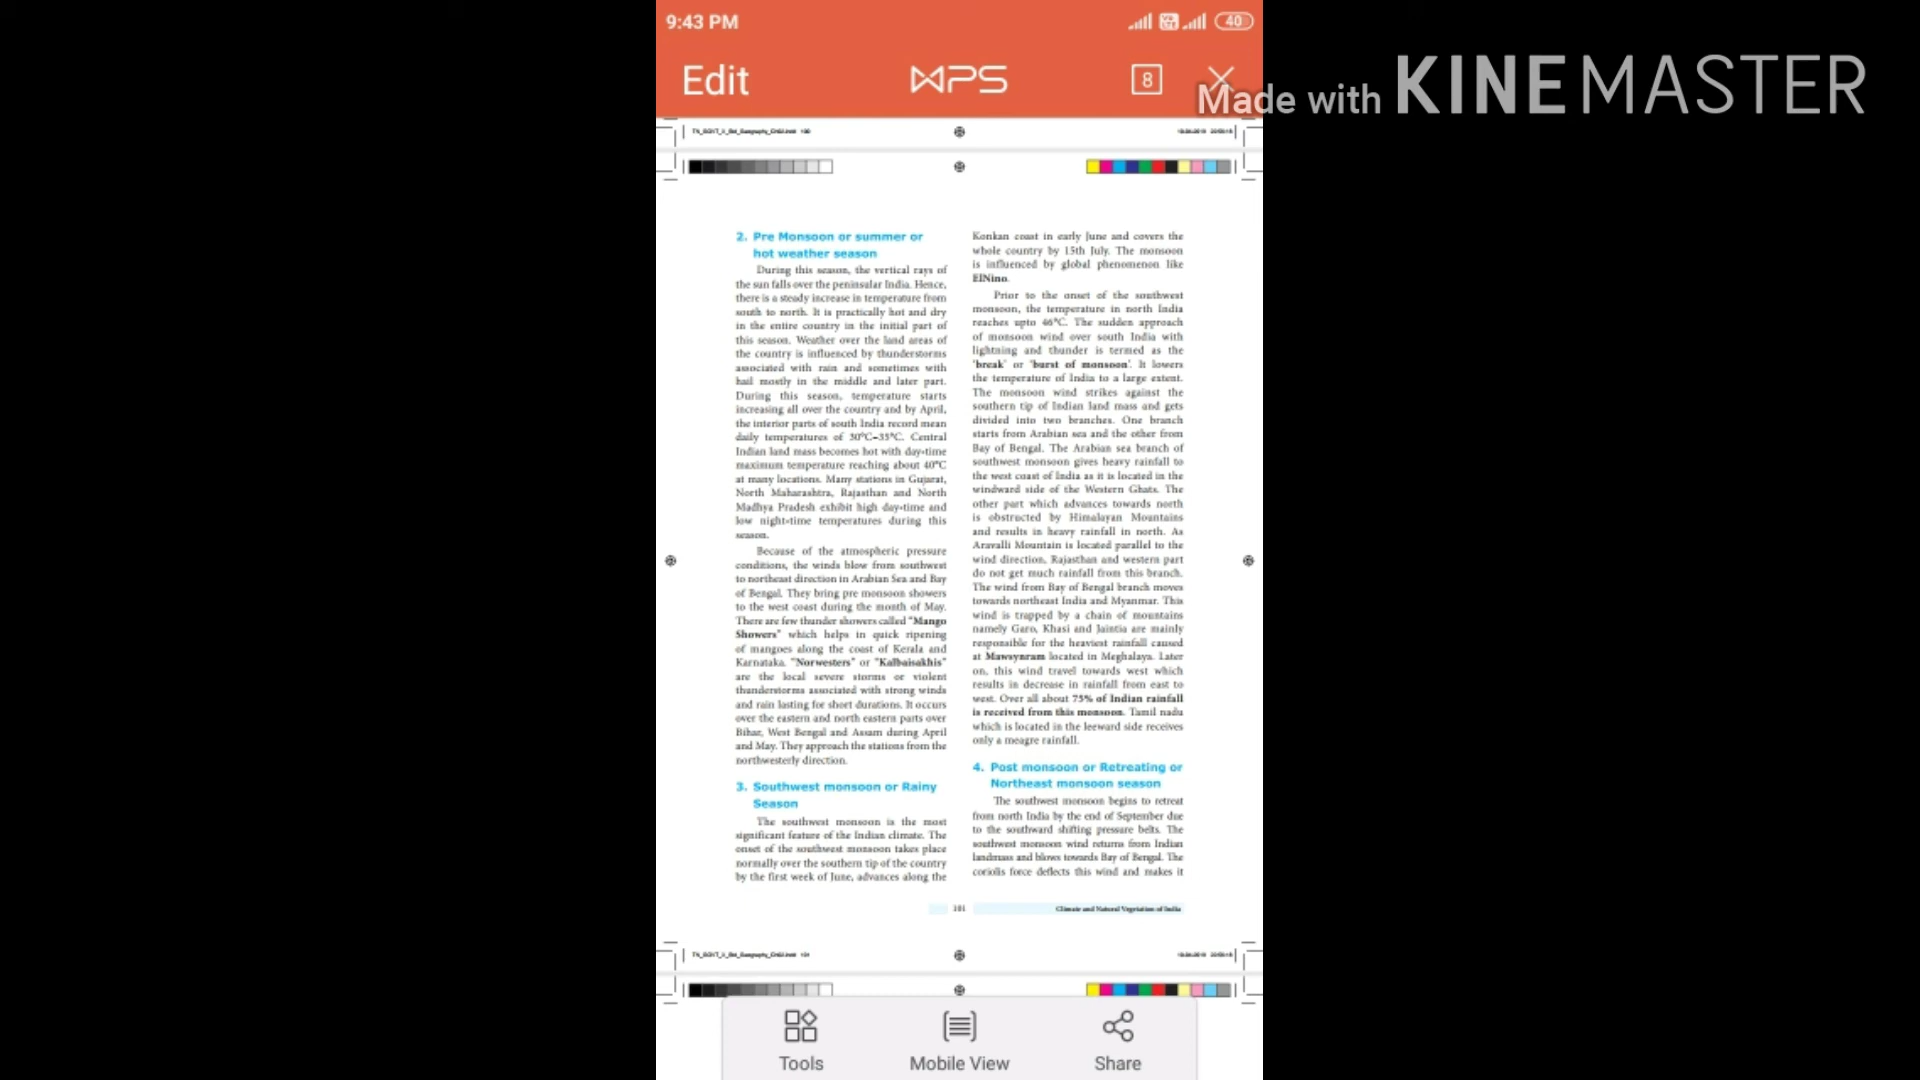 9:43 PM
40
Edit
WPS
8
Made with KINEMASTER
2. Pre Monsoon or summer or
hot weather season
During this season, the vertical rays of
the sun falls over the peninsular India. Hence,
there is a steady increase in temperature from
south to north. It is practically hot and dry
in the entire country in the initial part of
this season. Weather over the land areas of
the country is influenced by thunderstorms
associated with rain and sometimes with
hail mostly in the middle and later part.
During this season, temperature starts
increasing all over the country and by April,
the interior parts of south India record mean
daily temperatures of 30°C–35°C. Central
Indian land mass becomes hot with day-time
maximum temperature reaching about 40°C
at many locations. Many stations in Gujarat,
North Maharashtra, Rajasthan and North
Madhya Pradesh exhibit high day-time and
low night-time temperatures during this
season.
Because of the atmospheric pressure
conditions, the winds blow from southwest
to northeast direction in Arabian Sea and Bay
of Bengal. They bring pre monsoon showers
to the west coast during the month of May.
There are few thunder showers called "Mango
Showers" which helps in quick ripening
of mangoes along the coast of Kerala and
Karnataka. "Norwesters" or "Kalbaisakhis"
are the local severe storms or violent
thunderstorms associated with strong winds
and rain lasting for short durations. It occurs
over the eastern and north eastern parts over
Bihar, West Bengal and Assam during April
and May. They approach the stations from the
northwesterly direction.
3. Southwest monsoon or Rainy
Season
The southwest monsoon is the most
significant feature of the Indian climate. The
onset of the southwest monsoon takes place
normally over the southern tip of the country
by the first week of June, advances along the
Konkan coast in early June and covers the
whole country by 15th July. The monsoon
is influenced by global phenomenon like
ElNino.
Prior to the onset of the southwest
monsoon, the temperature in north India
reaches upto 46°C. The sudden approach
of monsoon wind over south India with
lightning and thunder is termed as the
'break' or 'burst of monsoon'. It lowers
the temperature of India to a large extent.
The monsoon wind strikes against the
southern tip of Indian land mass and gets
divided into two branches. One branch
starts from Arabian sea and the other from
Bay of Bengal. The Arabian sea branch of
southwest monsoon gives heavy rainfall to
the west coast of India as it is located in the
windward side of the Western Ghats. The
other part which advances towards north
is obstructed by Himalayan Mountains
and results in heavy rainfall in north. As
Aravalli Mountain is located parallel to the
wind direction, Rajasthan and western part
do not get much rainfall from this branch.
The wind from Bay of Bengal branch moves
towards northeast India and Myanmar. This
wind is trapped by a chain of mountains
namely Garo, Khasi and Jaintia are mainly
responsible for the heaviest rainfall caused
at Mawsynram located in Meghalaya. Later
on, this wind travel towards west which
results in decrease in rainfall from east to
west. Over all about 75% of Indian rainfall
is received from this monsoon. Tamil nadu
which is located in the leeward side receives
only a meagre rainfall.
4. Post monsoon or Retreating or
Northeast monsoon season
The southwest monsoon begins to retreat
from north India by the end of September due
to the southward shifting pressure belts. The
southwest monsoon wind returns from Indian
landmass and blows towards Bay of Bengal. The
coriolis force deflects this wind and makes it
101
Climate and Natural Vegetation of India
Tools
Mobile View
Share